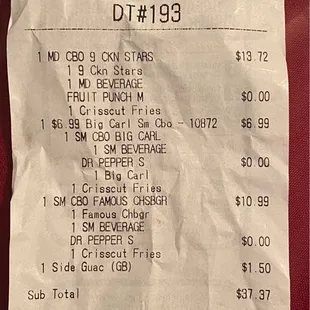 DT#193
1 MD CBO 9 CKN STARS $13.72
1 9 Ckn Stars
1 MD BEVERAGE
FRUIT PUNCH M $0.00
1 Crisscut Fries
1 $6.99 Big Carl Sm Cbo - 10872 $6.99
1 SM CBO BIG CARL
1 SM BEVERAGE
DR PEPPER S $0.00
1 Big Carl
1 Crisscut Fries
1 SM CBO FAMOUS CHSBGR $10.99
1 Famous Chbgr
1 SM BEVERAGE
DR PEPPER S $0.00
1 Crisscut Fries
1 Side Guac (GB) $1.50
Sub Total $37.37